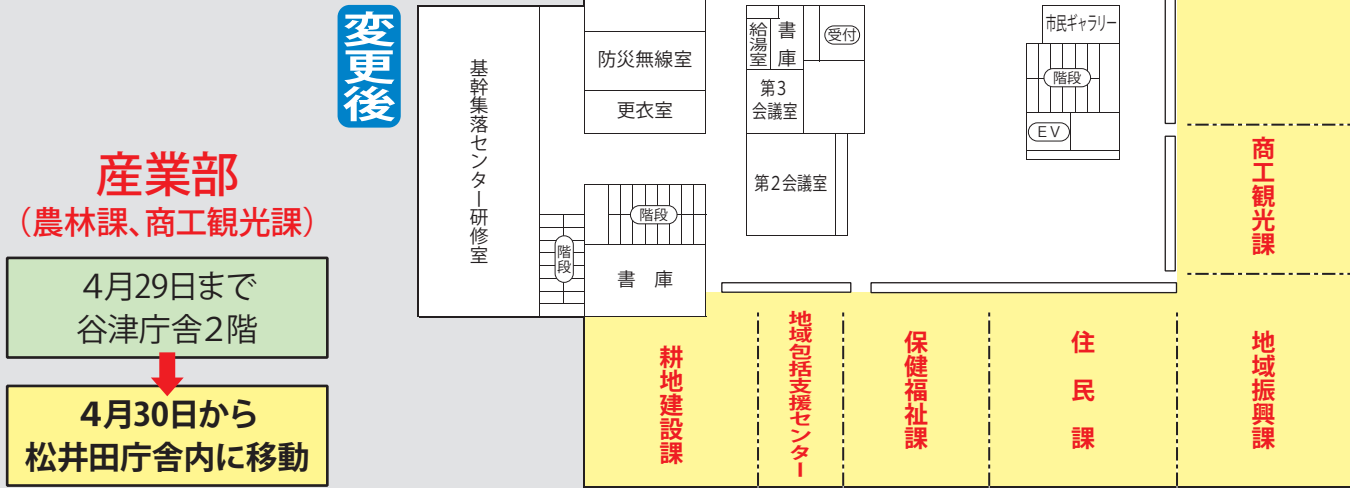 変更後
産業部
（農林課、商工観光課）
4月29日まで
谷津庁舎2階
4月30日から
松井田庁舎内に移動
基幹集落センター研修室
防災無線室
更衣室
階段
階段
書　庫
給湯室
書庫
受付
第3
会議室
第2会議室
市民ギャラリー
階段
EV
商工観光課
耕地建設課
地域包括支援センター
保健福祉課
住民課
地域振興課